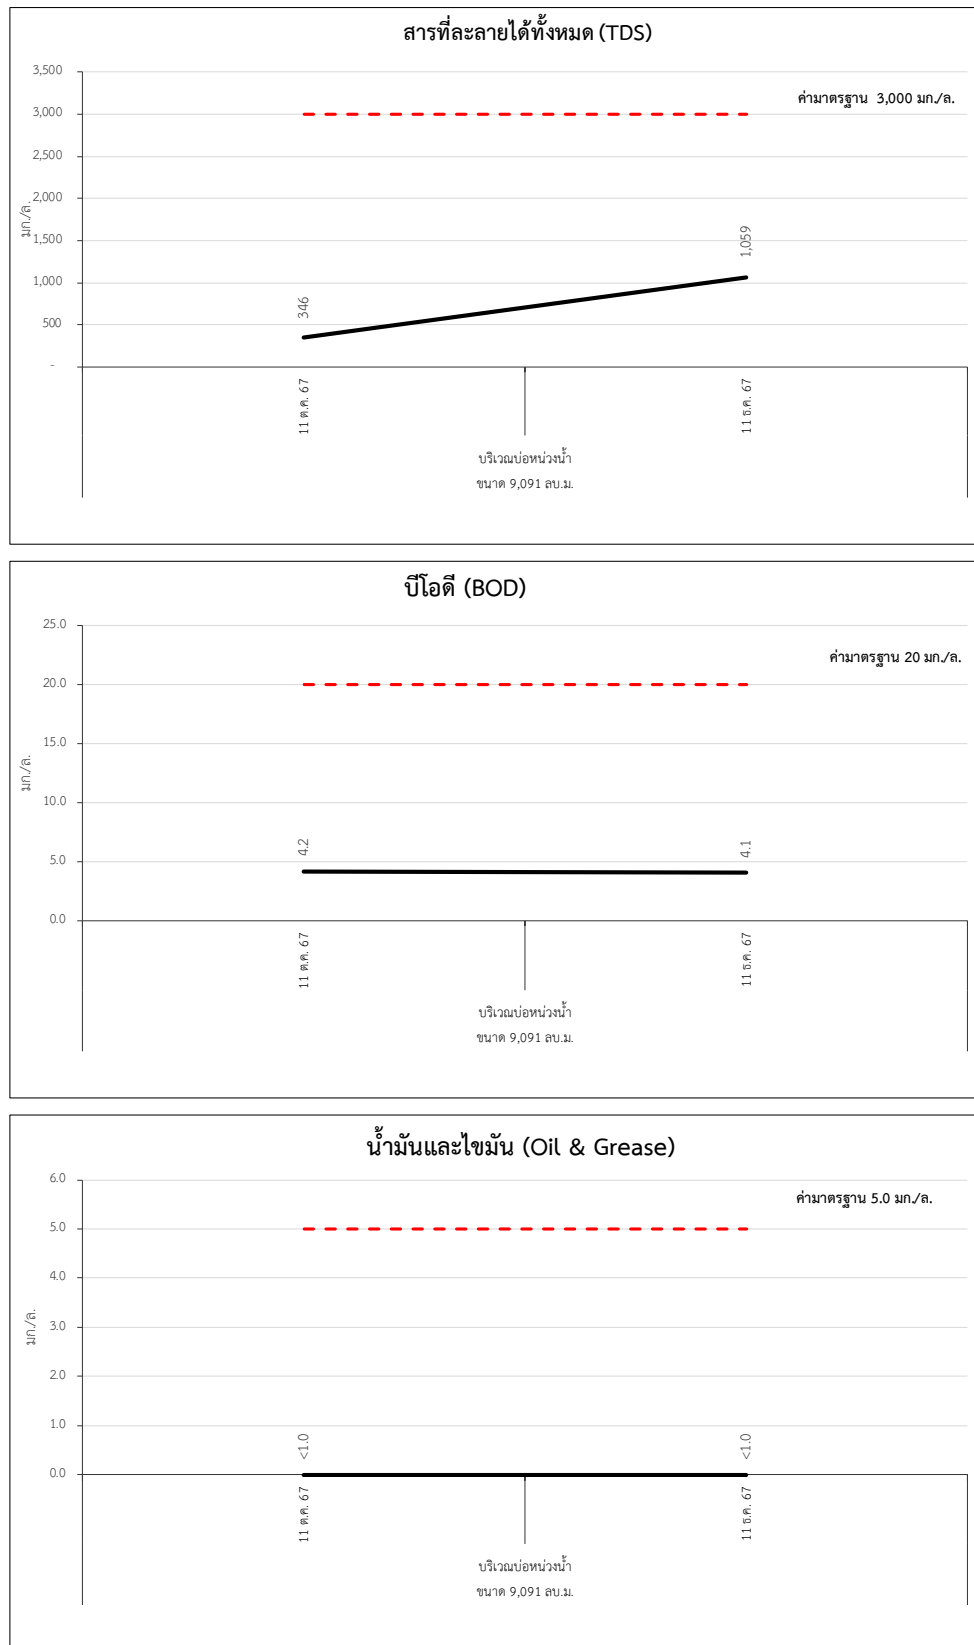 สารที่ละลายได้ทั้งหมด (TDS)
3,500
ค่ามาตรฐาน 3,000 มก./ล.
3,000
2,500
2,000
มก./ล.
1,500
1,059
1,000
346
500
-
11 ต.ค. 67
11 ธ.ค. 67
บริเวณบ่อหน่วงน้ำ
ขนาด 9,091 ลบ.ม.
บีโอดี (BOD)
25.0
ค่ามาตรฐาน 20 มก./ล.
20.0
15.0
มก./ล.
10.0
4.2
4.1
5.0
0.0
11 ต.ค. 67
11 ธ.ค. 67
บริเวณบ่อหน่วงน้ำ
ขนาด 9,091 ลบ.ม.
น้ำมันและไขมัน (Oil & Grease)
6.0
ค่ามาตรฐาน 5.0 มก./ล.
5.0
4.0
3.0
มก./ล.
2.0
1.0
<1.0
<1.0
0.0
11 ต.ค. 67
11 ธ.ค. 67
บริเวณบ่อหน่วงน้ำ
ขนาด 9,091 ลบ.ม.